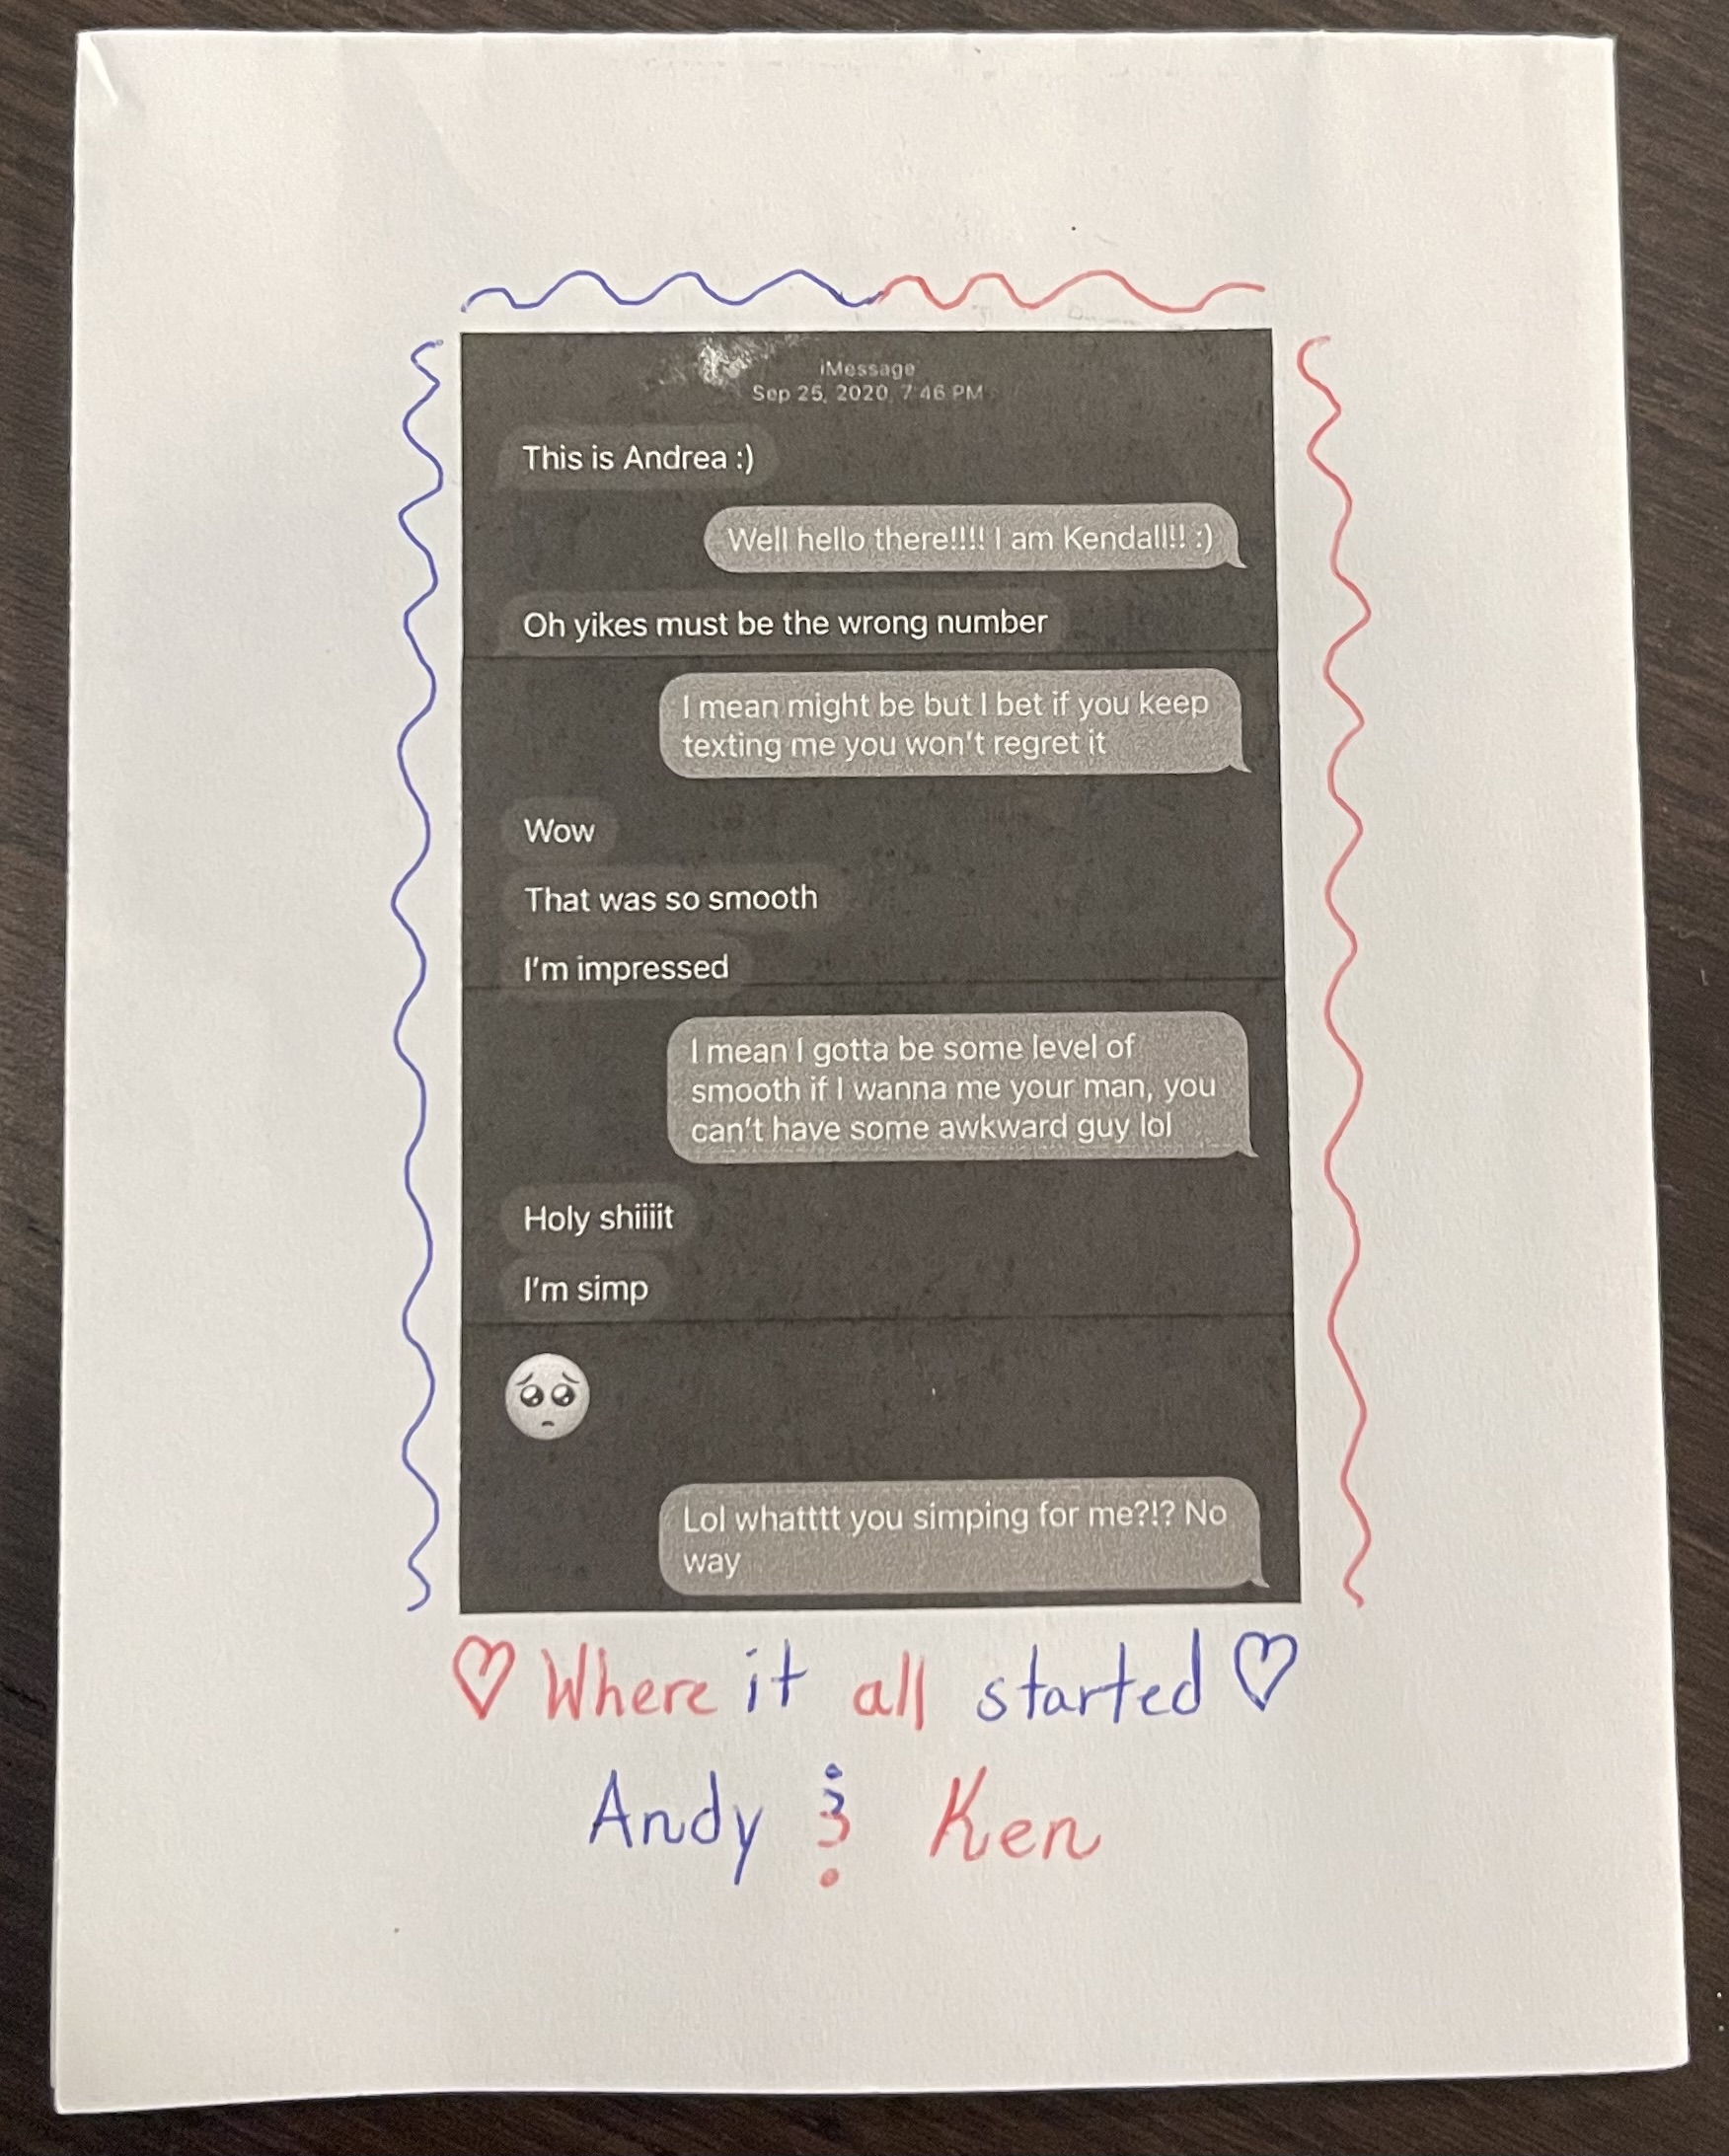 iMessage
Sep 25, 2020, 7:46 PM
This is Andrea :)
Well hello there!!!! I am Kendall!! :)
Oh yikes must be the wrong number
I mean might be but I bet if you keep
texting me you won't regret it
Wow
That was so smooth
I'm impressed
I mean I gotta be some level of
smooth if I wanna me your man, you
can't have some awkward guy lol
Holy shiiiit
I'm simp
🥺
Lol whatttt you simping for me?!? No
way
♡ Where it all started ♡
Andy & Ken